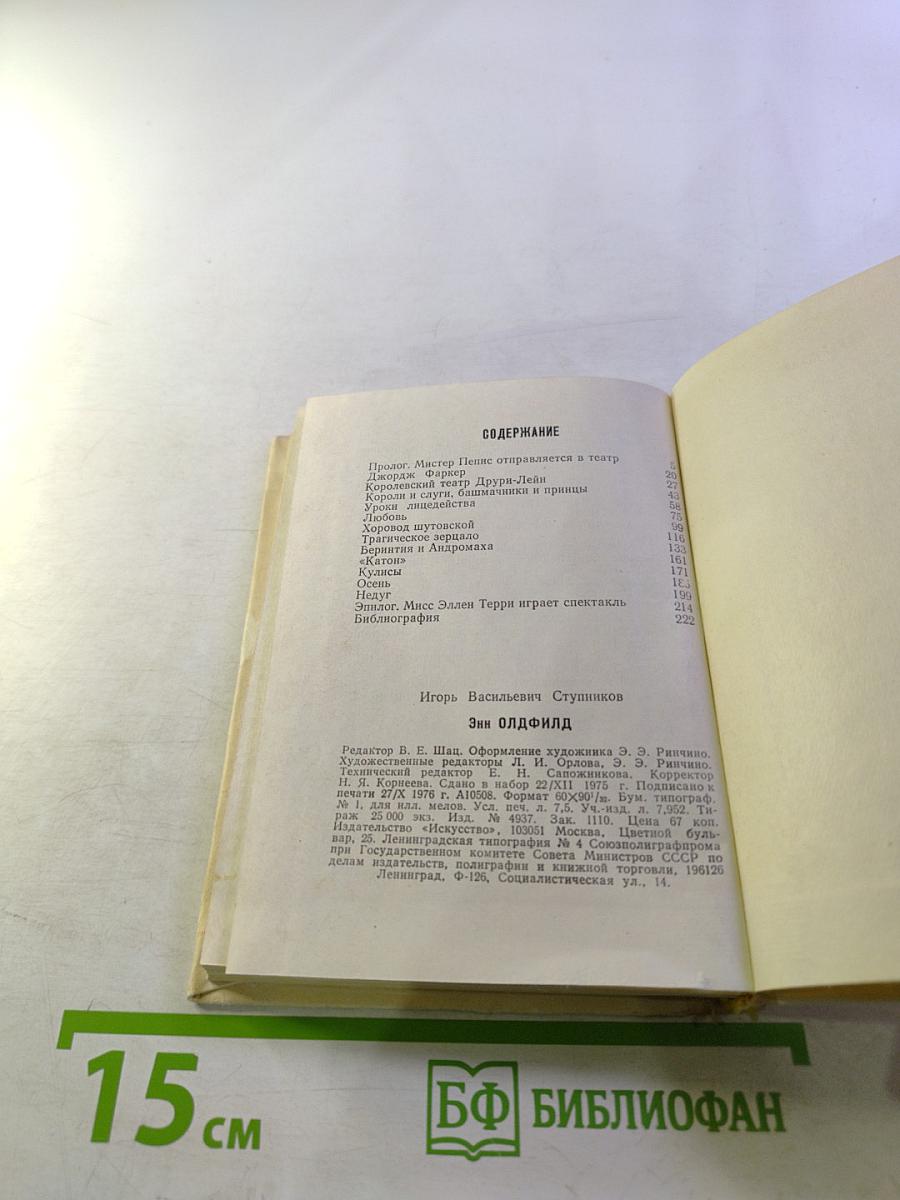 СОДЕРЖАНИЕ
Пролог. Мистер Пепис отправляется в театр 5
Джордж Фаркер 20
Королевский театр Друри-Лейн 27
Короли и слуги, башмачники и принцы 43
Уроки лицедейства 58
Любовь 75
Хоровод шутовской 99
Трагическое зерцало 116
Беринтия и Андромаха 133
«Катон» 161
Кулисы 171
Осень
Недуг 199
Эпилог. Мисс Эллен Терри играет спектакль 214
Библиография 222
Игорь Васильевич Ступников
Энн ОЛДФИЛД
Редактор В. Е. Шац. Оформление художника Э. Э. Ринчино.
Художественные редакторы Л. И. Орлова, Э. Э. Ринчино.
Технический редактор Е. Н. Сапожникова. Корректор
Н. Я. Корнеева. Сдано в набор 22/XII 1975 г. Подписано к
печати 27/X 1976 г. А10508. Формат 60×90¹/₃₂. Бум. типограф.
№ 1, для илл. мелов. Усл. печ. л. 7,5. Уч.-изд. л. 7,952. Ти-
раж 25 000 экз. Изд. № 4937. Зак. 1110. Цена 67 коп.
Издательство «Искусство», 103051 Москва, Цветной буль-
вар, 25. Ленинградская типография № 4 Союзполиграфпрома
при Государственном комитете Совета Министров СССР по
делам издательств, полиграфии и книжной торговли, 196126
Ленинград, Ф-126, Социалистическая ул., 14.
15 см
БФ БИБЛИОФАН